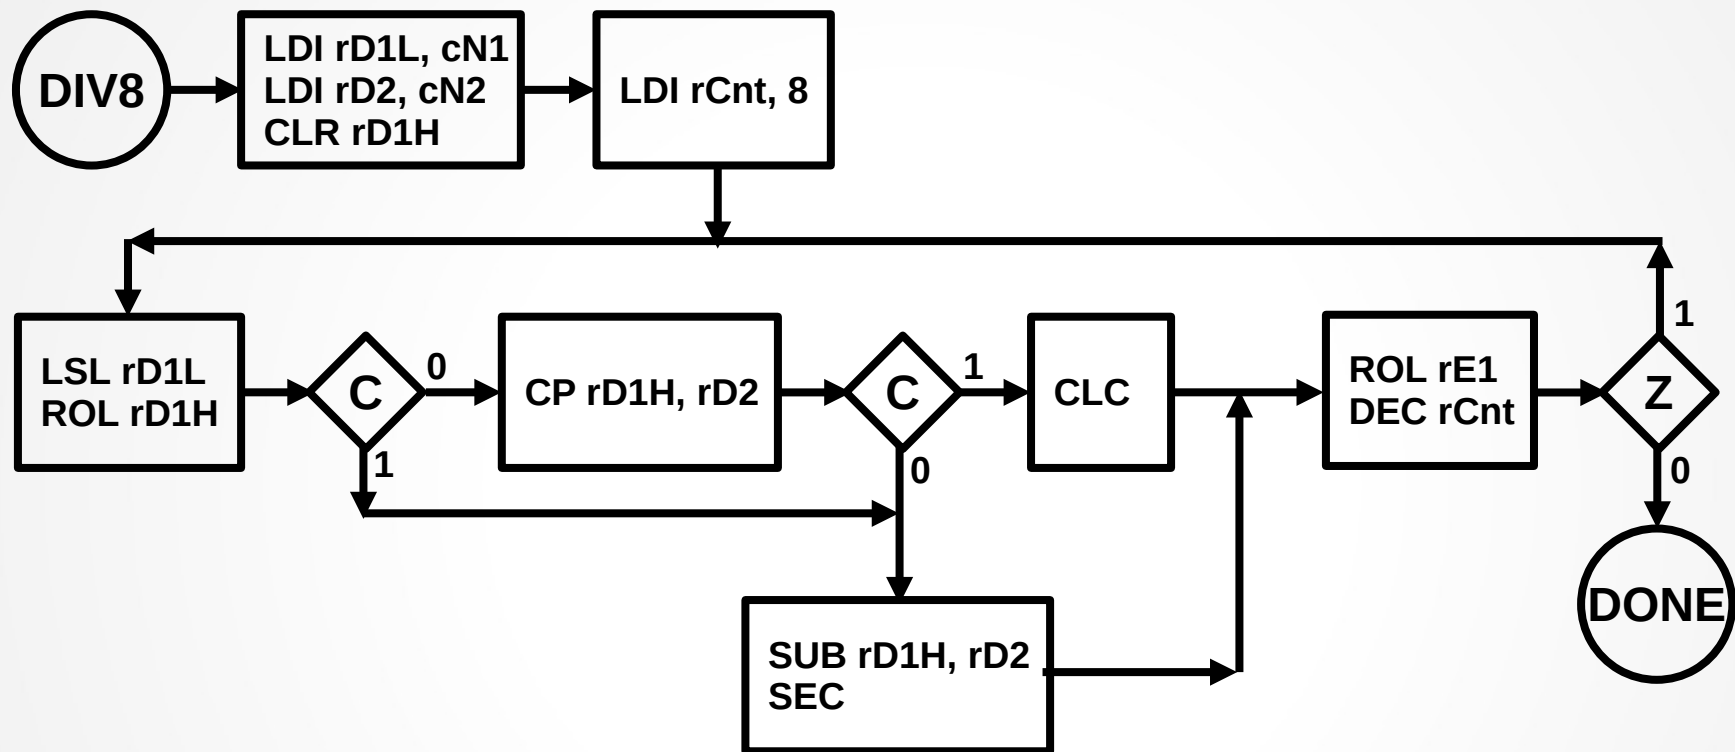 DIV8
LDI rD1L, cN1
LDI rD2, cN2
CLR rD1H
LDI rCnt, 8
LSL rD1L
ROL rD1H
C
0
1
CP rD1H, rD2
C
1
0
CLC
SUB rD1H, rD2
SEC
ROL rE1
DEC rCnt
Z
1
0
DONE